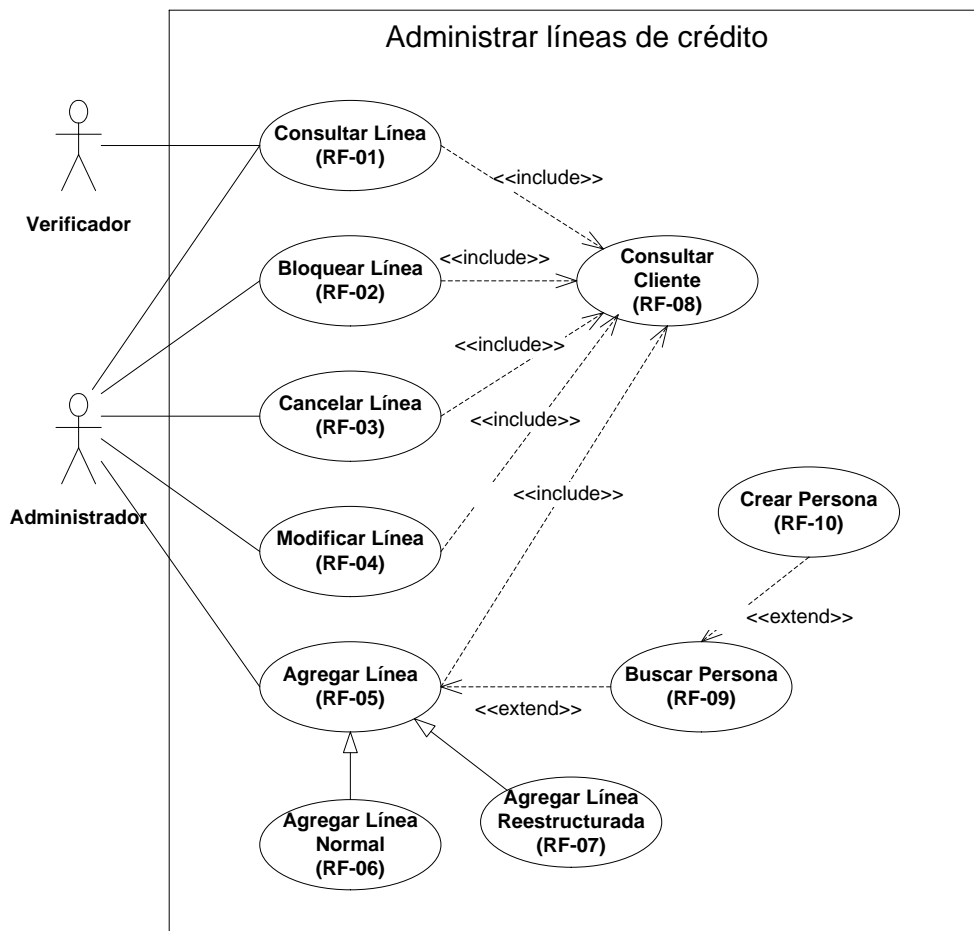 Administrar líneas de crédito
Consultar Línea
(RF-01)
<<include>>
Verificador
Bloquear Línea
(RF-02)
<<include>>
Consultar
Cliente
(RF-08)
<<include>>
Cancelar Línea
(RF-03)
<<include>>
Administrador
<<include>>
Crear Persona
(RF-10)
Modificar Línea
(RF-04)
<<extend>>
Agregar Línea
(RF-05)
Buscar Persona
(RF-09)
<<extend>>
Agregar Línea
Normal
(RF-06)
Agregar Línea
Reestructurada
(RF-07)